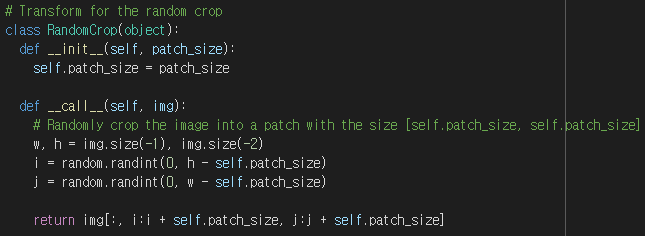 # Transform for the random crop
class RandomCrop(object):
  def __init__(self, patch_size):
    self.patch_size = patch_size

  def __call__(self, img):
    # Randomly crop the image into a patch with the size [self.patch_size, self.patch_size]
    w, h = img.size(-1), img.size(-2)
    i = random.randint(0, h - self.patch_size)
    j = random.randint(0, w - self.patch_size)

    return img[:, i:i + self.patch_size, j:j + self.patch_size]